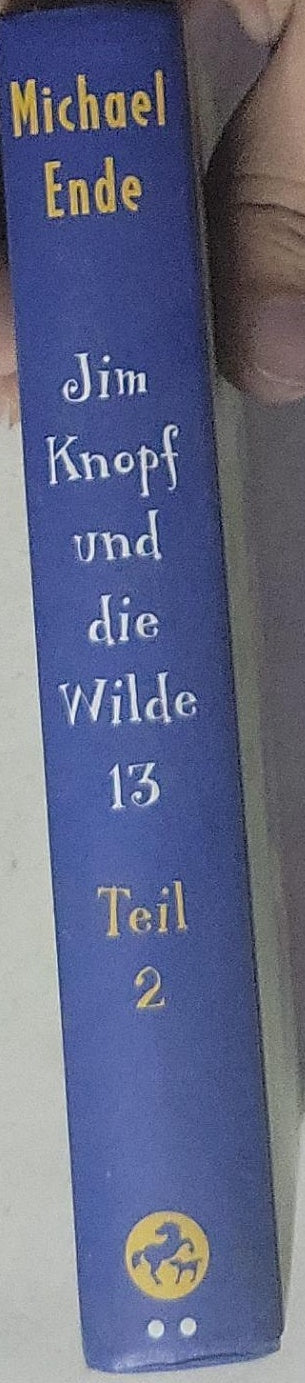 Michael
Ende
Jim
Knopf
und
die
Wilde
13
Teil
2